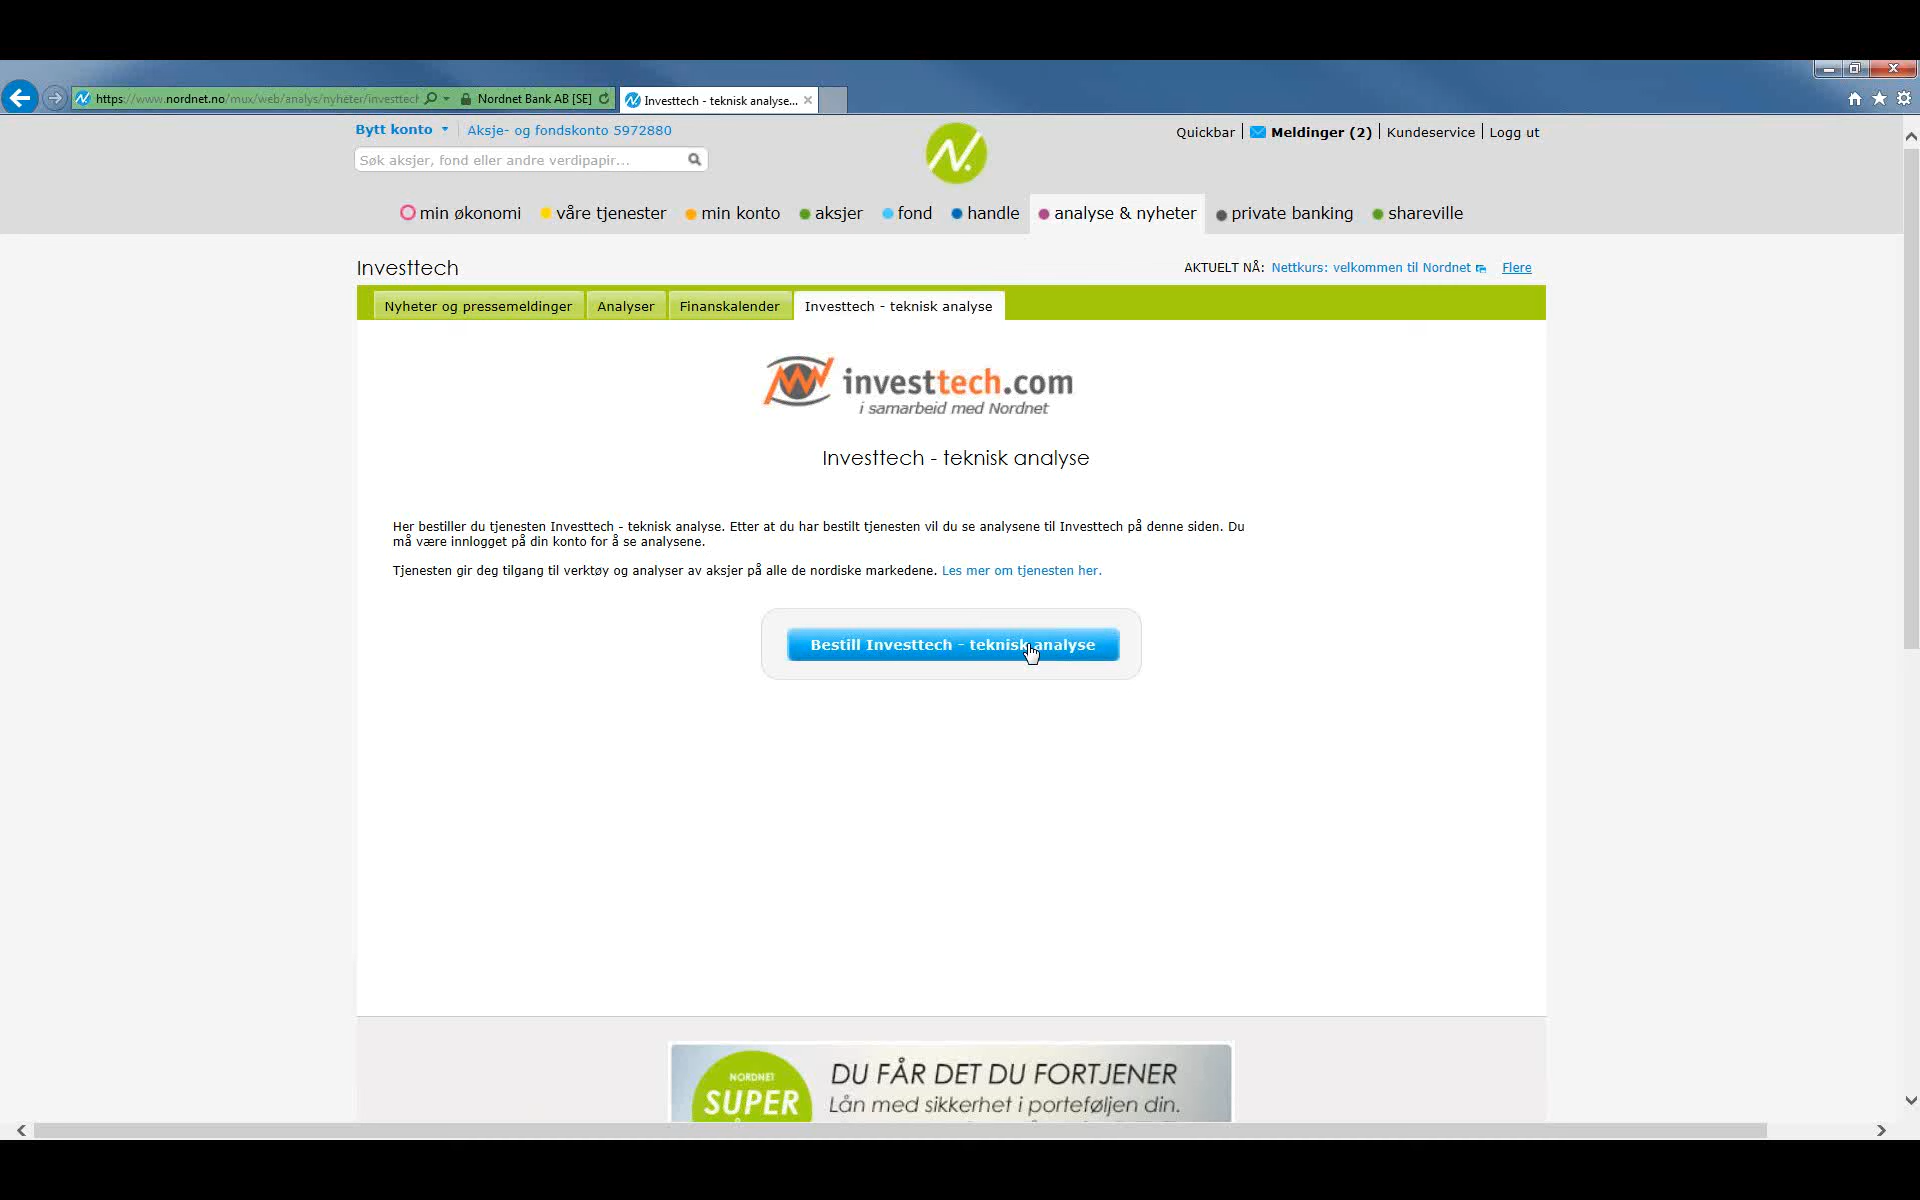 https://www.nordnet.no/mux/web/analys/nyheter/investtech
Nordnet Bank AB [SE]
Investtech - teknisk analyse...
Bytt konto
Aksje- og fondskonto 5972880
Quickbar
Meldinger (2)
Kundeservice
Logg ut
Søk aksjer, fond eller andre verdipapir...
N.
min økonomi
våre tjenester
min konto
aksjer
fond
handle
analyse & nyheter
private banking
shareville
Investtech
AKTUELT NÅ: Nettkurs: velkommen til Nordnet
Flere
Nyheter og pressemeldinger
Analyser
Finanskalender
Investtech - teknisk analyse
investtech.com
i samarbeid med Nordnet
Investtech - teknisk analyse
Her bestiller du tjenesten Investtech - teknisk analyse. Etter at du har bestilt tjenesten vil du se analysene til Investtech på denne siden. Du
må være innlogget på din konto for å se analysene.
Tjenesten gir deg tilgang til verktøy og analyser av aksjer på alle de nordiske markedene. Les mer om tjenesten her.
Bestill Investtech - teknisk analyse
NORDNET
SUPER
DU FÅR DET DU FORTJENER
Lån med sikkerhet i porteføljen din.